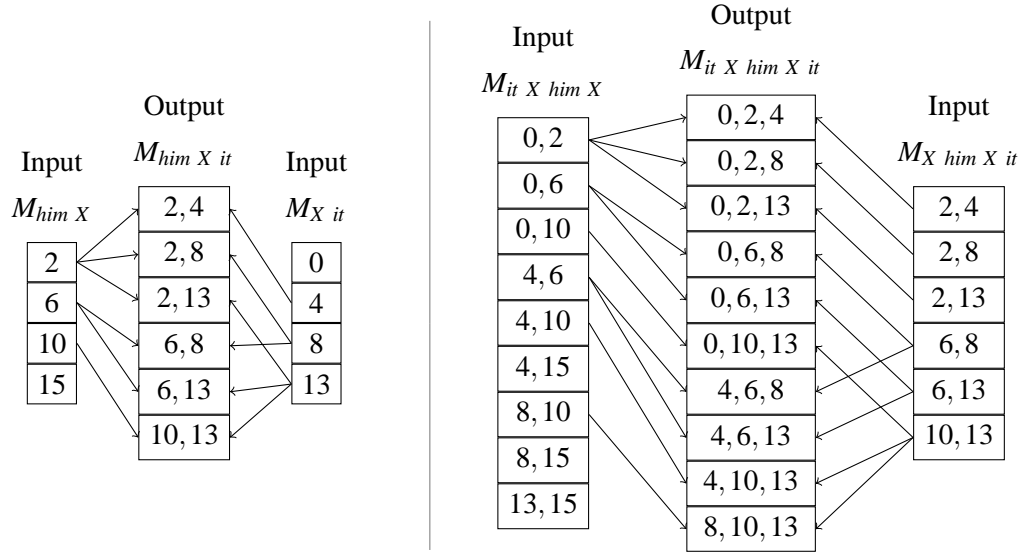 Output
M_{him X it}
Input
M_{him X}
Input
M_{X it}
2
6
10
15
2, 4
2, 8
2, 13
6, 8
6, 13
10, 13
0
4
8
13
Input
M_{it X him X}
Output
M_{it X him X it}
Input
M_{X him X it}
0, 2
0, 6
0, 10
4, 6
4, 10
4, 15
8, 10
8, 15
13, 15
0, 2, 4
0, 2, 8
0, 2, 13
0, 6, 8
0, 6, 13
0, 10, 13
4, 6, 8
4, 6, 13
4, 10, 13
8, 10, 13
2, 4
2, 8
2, 13
6, 8
6, 13
10, 13